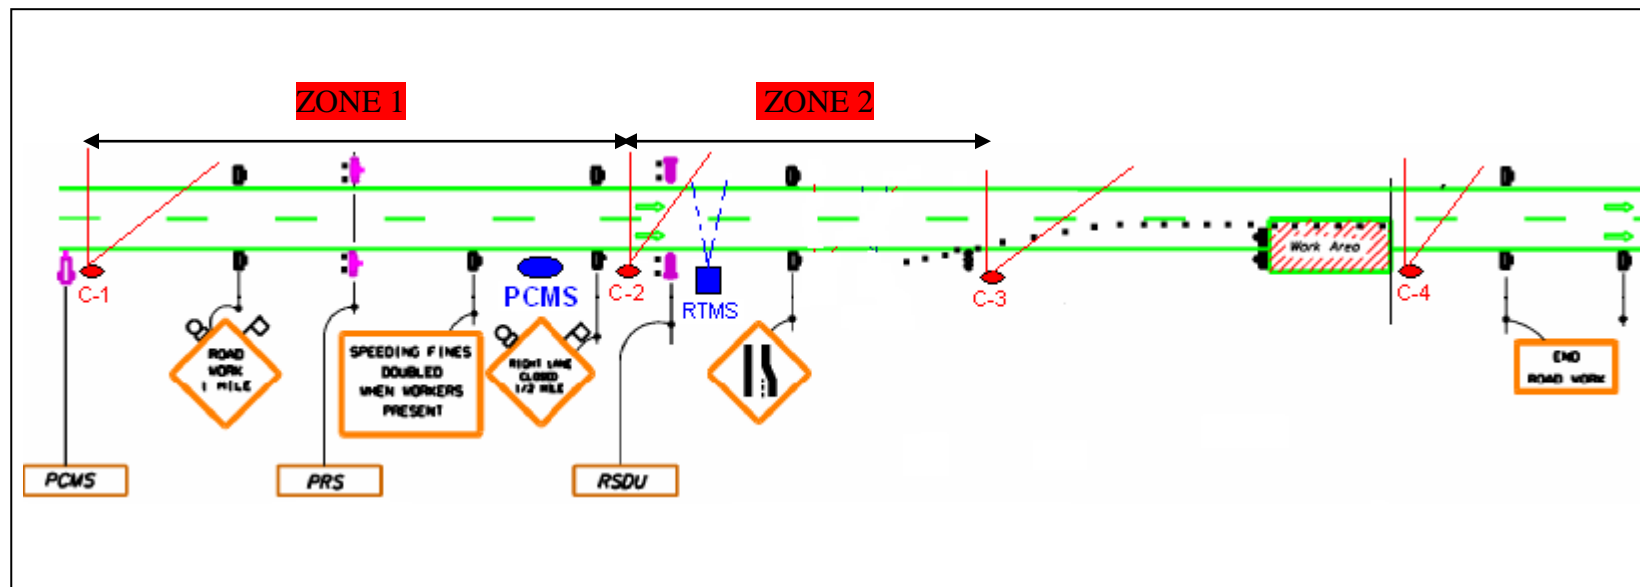 ZONE 1
ZONE 2
C-1
PCMS
C-2
RTMS
C-3
Work Area
C-4
ROAD
WORK
1 MILE
SPEEDING FINES
DOUBLED
WHEN WORKERS
PRESENT
RIGHT LANE
CLOSED
1/2 MILE
END
ROAD WORK
PCMS
PRS
RSDU